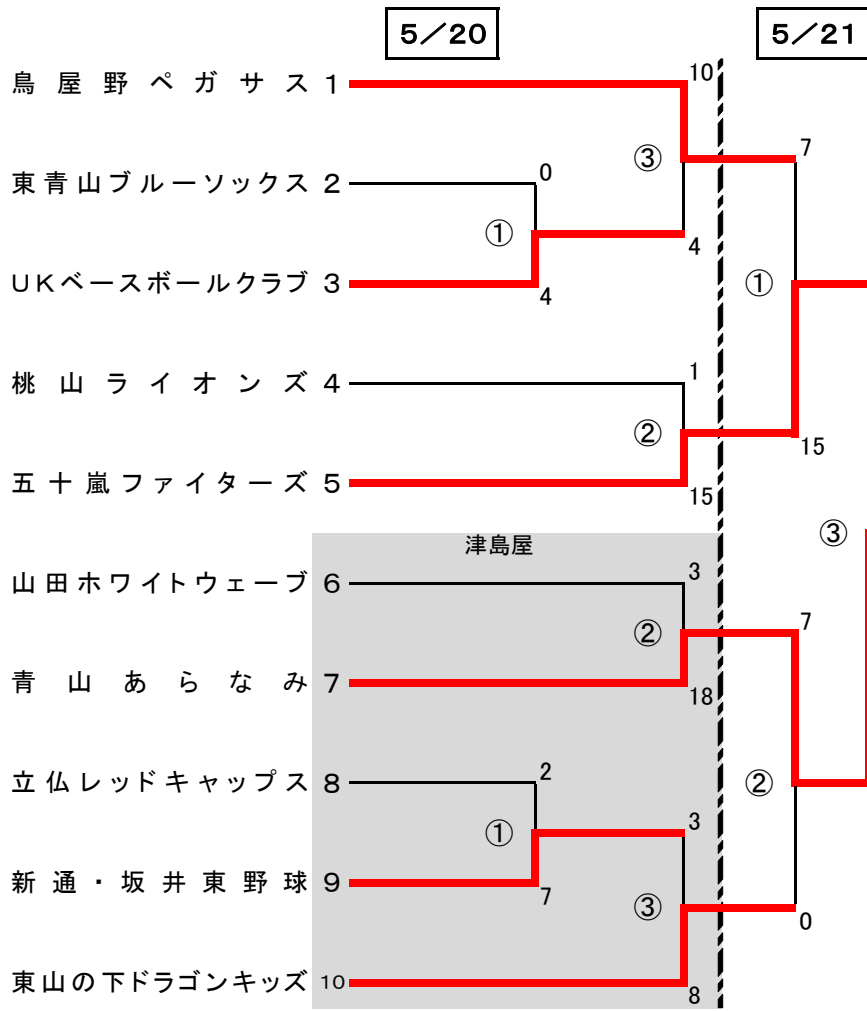 5/20 5/21
鳥屋野ペガサス 1 10
③ 7
東青山ブルーソックス 2 0
① 4
UKベースボールクラブ 3 4 ①
桃山ライオンズ 4 1
② 15
五十嵐ファイターズ 5 15
津島屋 ③
山田ホワイトウェーブ 6 3
② 7
青山あらなみ 7 18
立仏レッドキャップス 8 2 ②
① 3
新通・坂井東野球 9 7
③ 0
東山の下ドラゴンキッズ 10 8